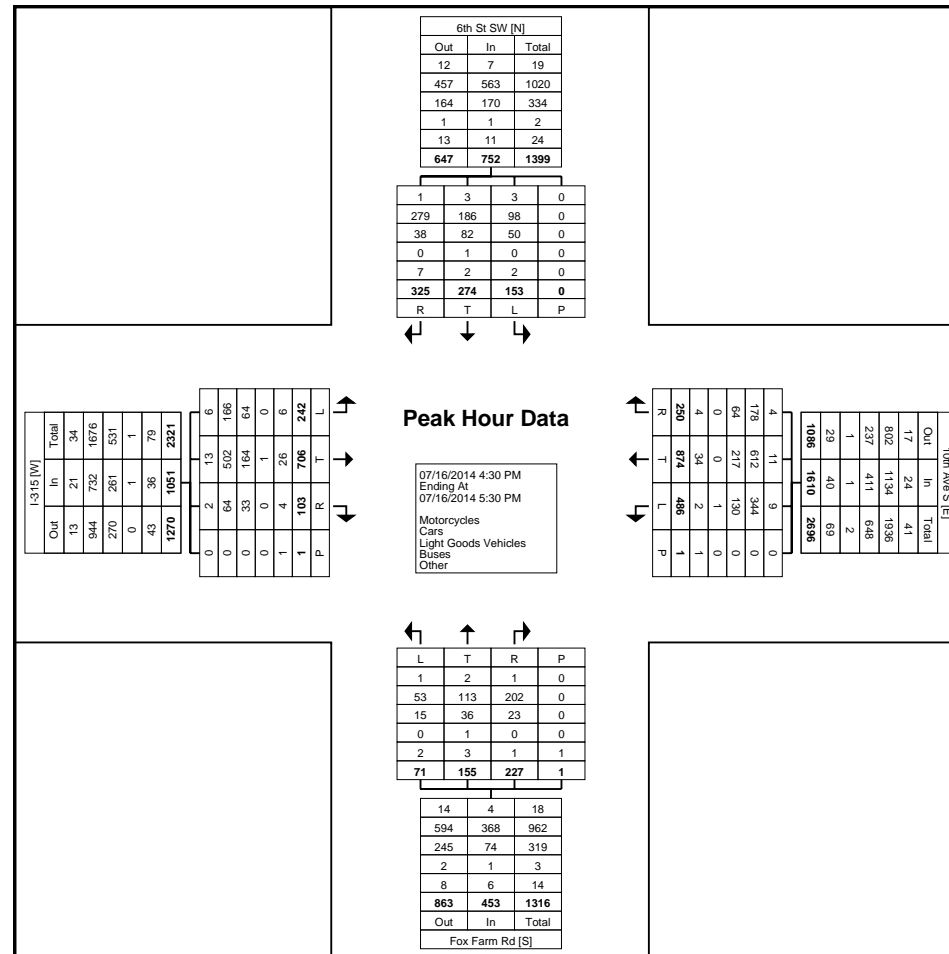 6th St SW [N]
Out In Total
12 7 19
457 563 1020
164 170 334
1 1 2
13 11 24
647 752 1399
1 3 3 0
279 186 98 0
38 82 50 0
0 1 0 0
7 2 2 0
325 274 153 0
R T L P
L T R P
242 706 103 1
6 26 4 1
0 1 0 0
64 164 33 0
166 502 64 0
6 13 2 0
2321 1051 1270
79 36 43
1 1 0
531 261 270
1676 732 944
34 21 13
Total In Out
I-315 [W]
Peak Hour Data
07/16/2014 4:30 PM
Ending At
07/16/2014 5:30 PM
Motorcycles
Cars
Light Goods Vehicles
Buses
Other
10th Ave S [E]
Out In Total
17 24 41
802 1134 1936
237 411 648
1 1 2
29 40 69
1086 1610 2696
4 11 9 0
178 612 344 0
64 217 130 0
0 0 1 0
4 34 2 1
250 874 486 1
R T L P
L T R P
1 2 1 0
53 113 202 0
15 36 23 0
0 1 0 0
2 3 1 1
71 155 227 1
14 4 18
594 368 962
245 74 319
2 1 3
8 6 14
863 453 1316
Out In Total
Fox Farm Rd [S]